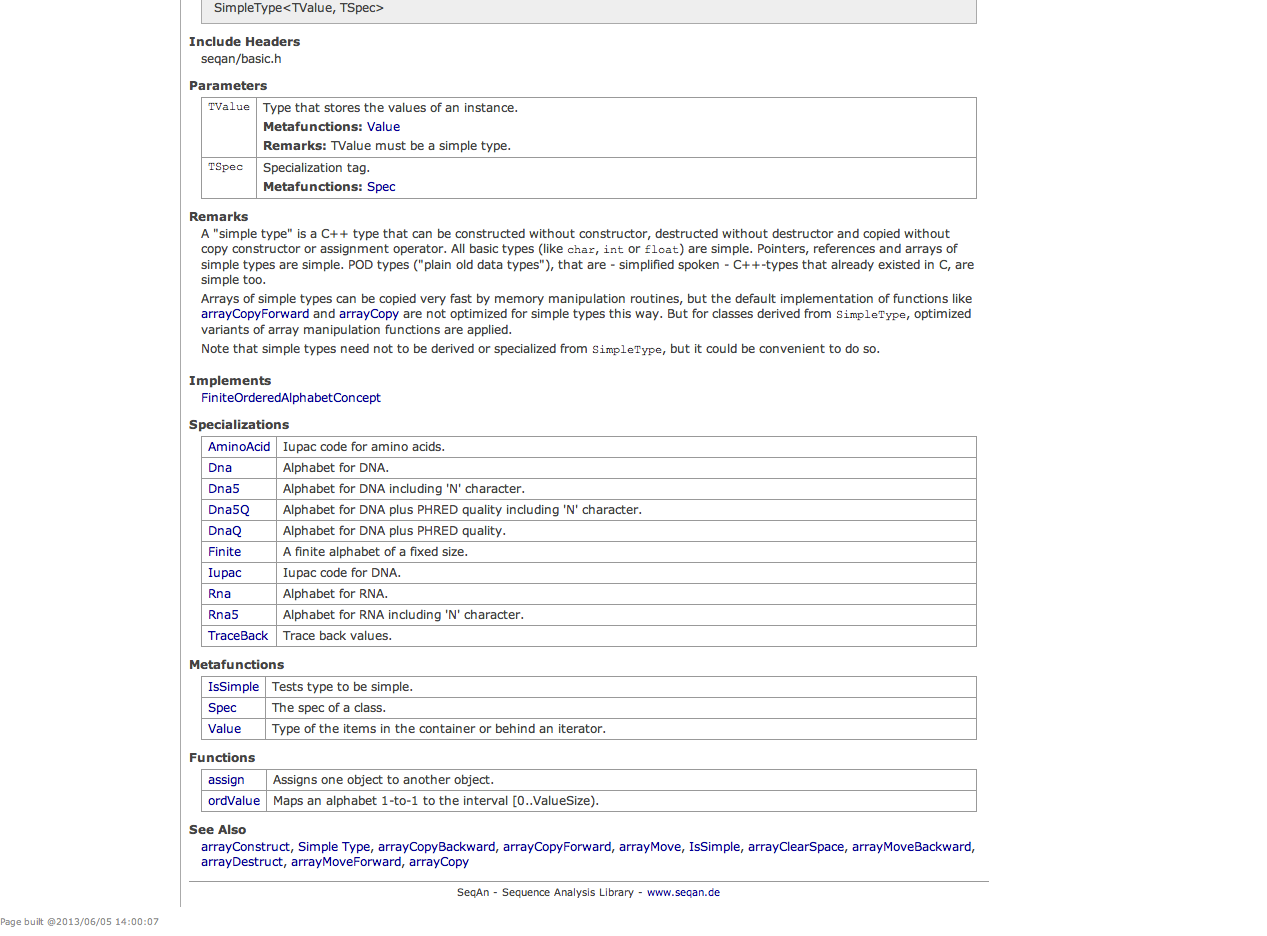 SimpleType<TValue, TSpec>
Include Headers
seqan/basic.h
Parameters
TValue Type that stores the values of an instance.
Metafunctions: Value
Remarks: TValue must be a simple type.
TSpec Specialization tag.
Metafunctions: Spec
Remarks
A "simple type" is a C++ type that can be constructed without constructor, destructed without destructor and copied without
copy constructor or assignment operator. All basic types (like char, int or float) are simple. Pointers, references and arrays of
simple types are simple. POD types ("plain old data types"), that are - simplified spoken - C++-types that already existed in C, are
simple too.
Arrays of simple types can be copied very fast by memory manipulation routines, but the default implementation of functions like
arrayCopyForward and arrayCopy are not optimized for simple types this way. But for classes derived from SimpleType, optimized
variants of array manipulation functions are applied.
Note that simple types need not to be derived or specialized from SimpleType, but it could be convenient to do so.
Implements
FiniteOrderedAlphabetConcept
Specializations
AminoAcid Iupac code for amino acids.
Dna Alphabet for DNA.
Dna5 Alphabet for DNA including 'N' character.
Dna5Q Alphabet for DNA plus PHRED quality including 'N' character.
DnaQ Alphabet for DNA plus PHRED quality.
Finite A finite alphabet of a fixed size.
Iupac Iupac code for DNA.
Rna Alphabet for RNA.
Rna5 Alphabet for RNA including 'N' character.
TraceBack Trace back values.
Metafunctions
IsSimple Tests type to be simple.
Spec The spec of a class.
Value Type of the items in the container or behind an iterator.
Functions
assign Assigns one object to another object.
ordValue Maps an alphabet 1-to-1 to the interval [0..ValueSize).
See Also
arrayConstruct, Simple Type, arrayCopyBackward, arrayCopyForward, arrayMove, IsSimple, arrayClearSpace, arrayMoveBackward,
arrayDestruct, arrayMoveForward, arrayCopy
SeqAn - Sequence Analysis Library - www.seqan.de
Page built @2013/06/05 14:00:07